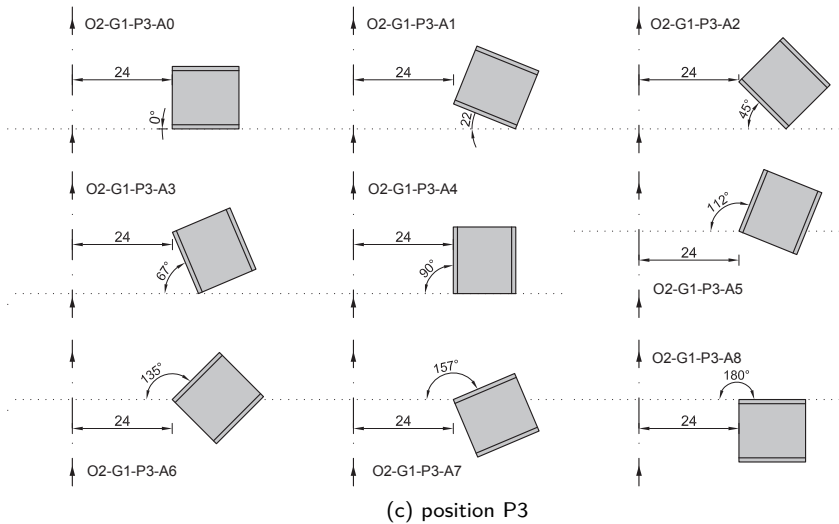 O2-G1-P3-A0
24
0°
O2-G1-P3-A1
24
22
O2-G1-P3-A2
24
45°
O2-G1-P3-A3
24
67°
O2-G1-P3-A4
24
90°
112°
24
O2-G1-P3-A5
135°
24
O2-G1-P3-A6
157°
24
O2-G1-P3-A7
O2-G1-P3-A8
180°
24
(c) position P3